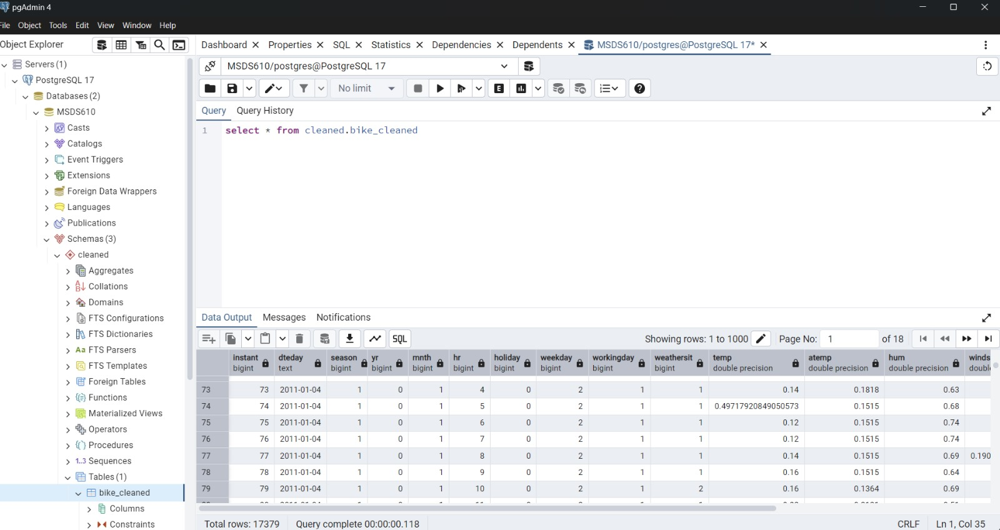 pgAdmin 4
File Object Tools Edit View Window Help
Object Explorer
Dashboard Properties SQL Statistics Dependencies Dependents MSDS610/postgres@PostgreSQL 17*
MSDS610/postgres@PostgreSQL 17
No limit
E
Query Query History
1 select * from cleaned.bike_cleaned
Servers (1)
PostgreSQL 17
Databases (2)
MSDS610
Casts
Catalogs
Event Triggers
Extensions
Foreign Data Wrappers
Languages
Publications
Schemas (3)
cleaned
Aggregates
Collations
Domains
FTS Configurations
FTS Dictionaries
Aa FTS Parsers
FTS Templates
Foreign Tables
Functions
Materialized Views
Operators
Procedures
1..3 Sequences
Tables (1)
bike_cleaned
Columns
Constraints
Data Output Messages Notifications
SQL Showing rows: 1 to 1000 Page No: 1 of 18
instant dteday season yr mnth hr holiday weekday workingday weathersit temp atemp hum winds
bigint text bigint bigint bigint bigint bigint bigint bigint bigint double precision double precision double precision doubl
73 73 2011-01-04 1 0 1 4 0 2 1 1 0.14 0.1818 0.63
74 74 2011-01-04 1 0 1 5 0 2 1 1 0.49717920849050573 0.1515 0.68
75 75 2011-01-04 1 0 1 6 0 2 1 1 0.12 0.1515 0.74
76 76 2011-01-04 1 0 1 7 0 2 1 1 0.12 0.1515 0.74
77 77 2011-01-04 1 0 1 8 0 2 1 1 0.14 0.1515 0.69 0.190
78 78 2011-01-04 1 0 1 9 0 2 1 1 0.16 0.1515 0.64
79 79 2011-01-04 1 0 1 10 0 2 1 2 0.16 0.1364 0.69
Total rows: 17379 Query complete 00:00:00.118 CRLF Ln 1, Col 35